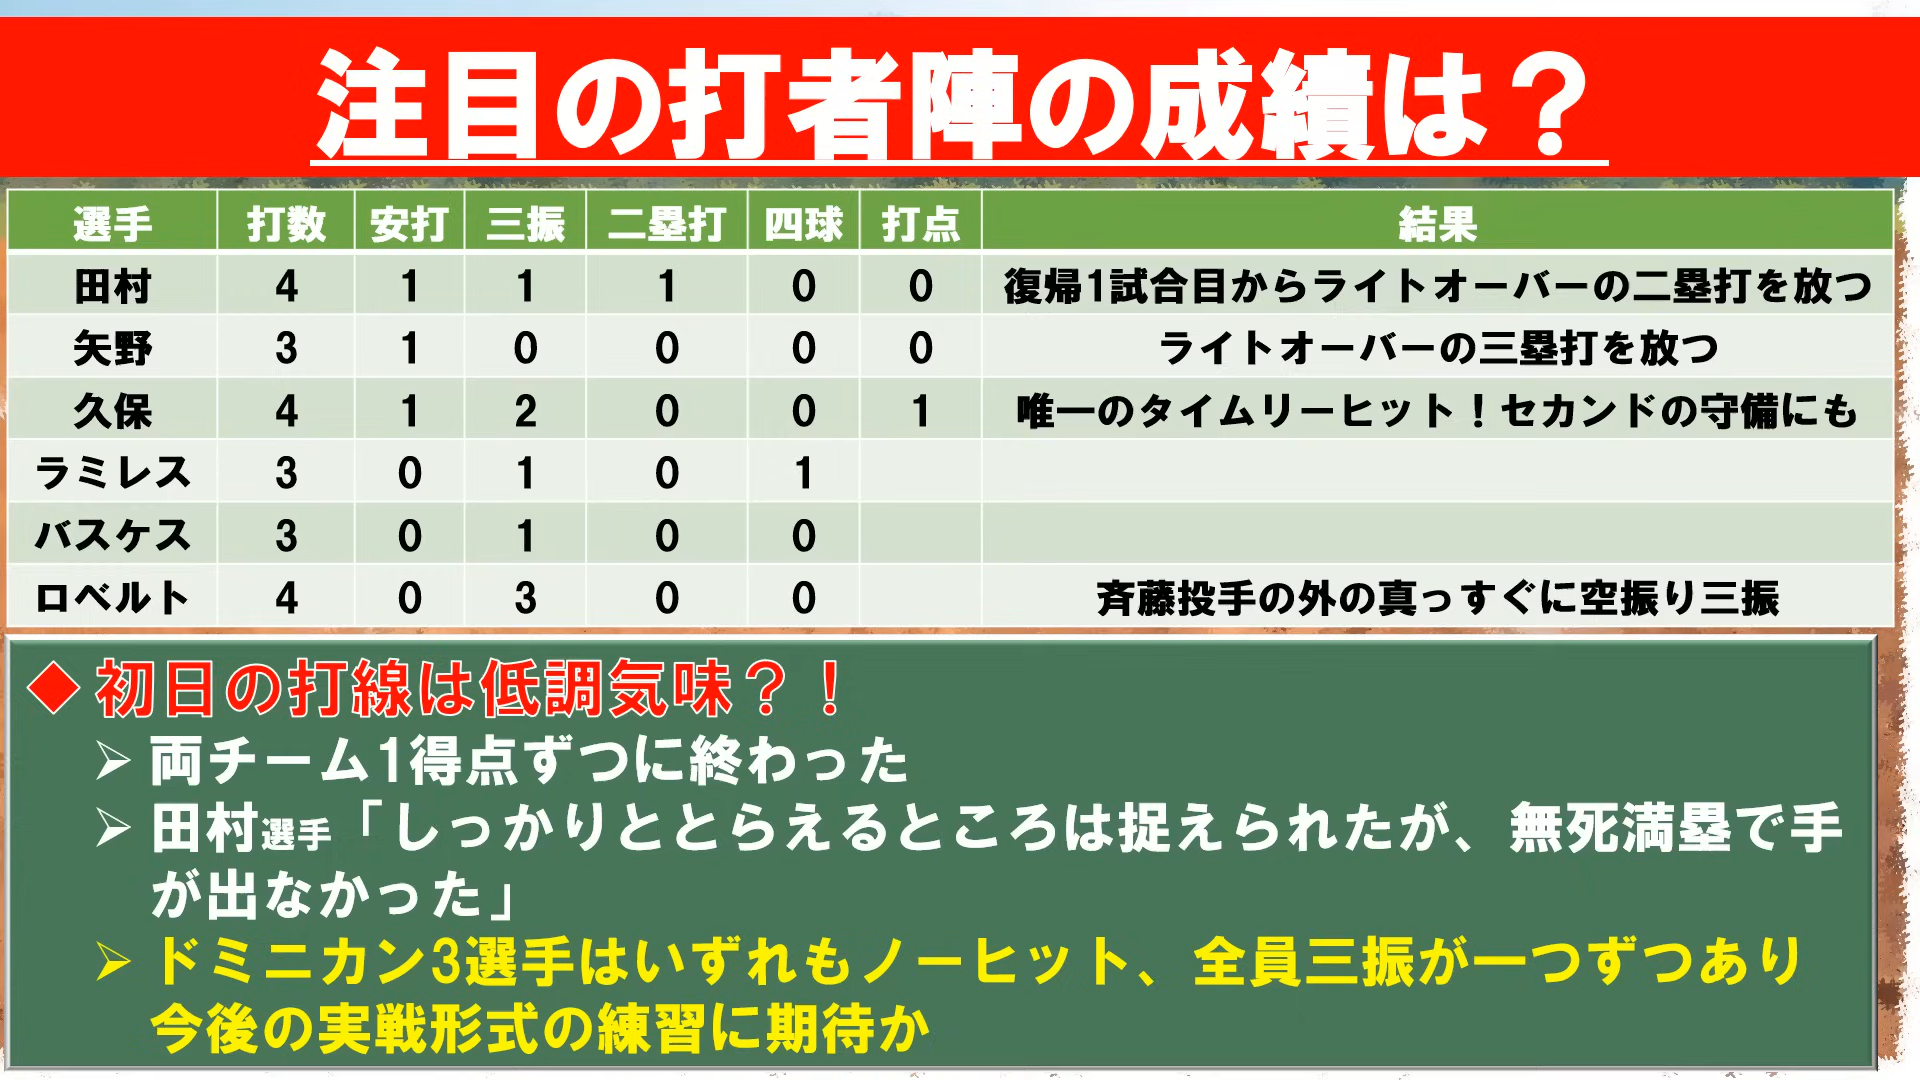 注目の打者陣の成績は？
選手 打数 安打 三振 二塁打 四球 打点 結果
田村 4 1 1 1 0 0 復帰1試合目からライトオーバーの二塁打を放つ
矢野 3 1 0 0 0 0 ライトオーバーの三塁打を放つ
久保 4 1 2 0 0 1 唯一のタイムリーヒット！セカンドの守備にも
ラミレス 3 0 1 0 1
バスケス 3 0 1 0 0
ロベルト 4 0 3 0 0 斉藤投手の外の真っすぐに空振り三振
◆ 初日の打線は低調気味？！
➢ 両チーム1得点ずつに終わった
➢ 田村選手「しっかりととらえるところは捉えられたが、無死満塁で手
が出なかった」
➢ ドミニカン3選手はいずれもノーヒット、全員三振が一つずつあり
今後の実戦形式の練習に期待か